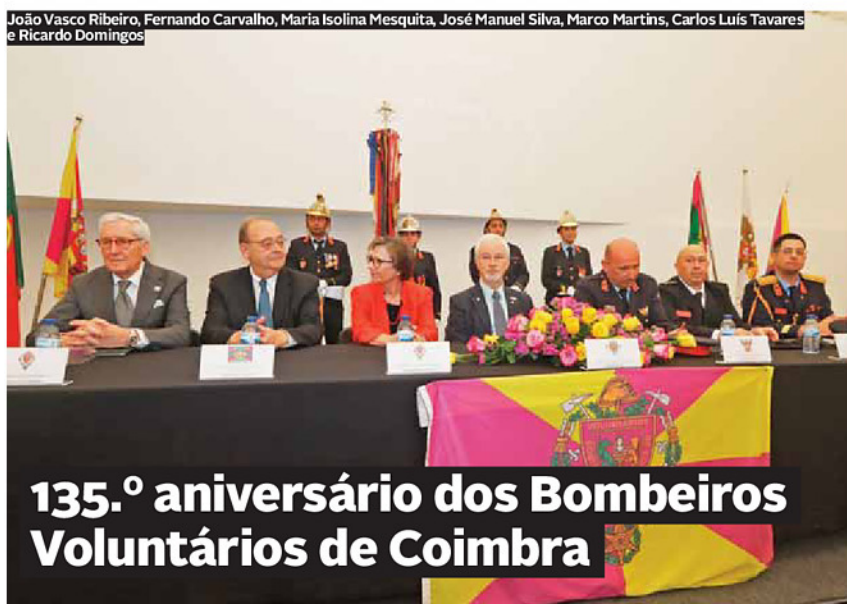 João Vasco Ribeiro, Fernando Carvalho, Maria Isolina Mesquita, José Manuel Silva, Marco Martins, Carlos Luís Tavares
e Ricardo Domingos
135.º aniversário dos Bombeiros
Voluntários de Coimbra